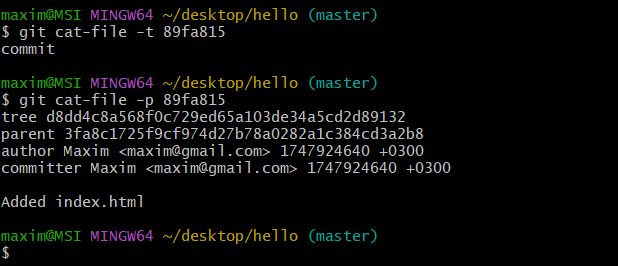 maxim@MSI MINGW64 ~/desktop/hello (master)
$ git cat-file -t 89fa815
commit
maxim@MSI MINGW64 ~/desktop/hello (master)
$ git cat-file -p 89fa815
tree d8dd4c8a568f0c729ed65a103de34a5cd2d89132
parent 3fa8c1725f9cf974d27b78a0282a1c384cd3a2b8
author Maxim <maxim@gmail.com> 1747924640 +0300
committer Maxim <maxim@gmail.com> 1747924640 +0300
Added index.html
maxim@MSI MINGW64 ~/desktop/hello (master)
$